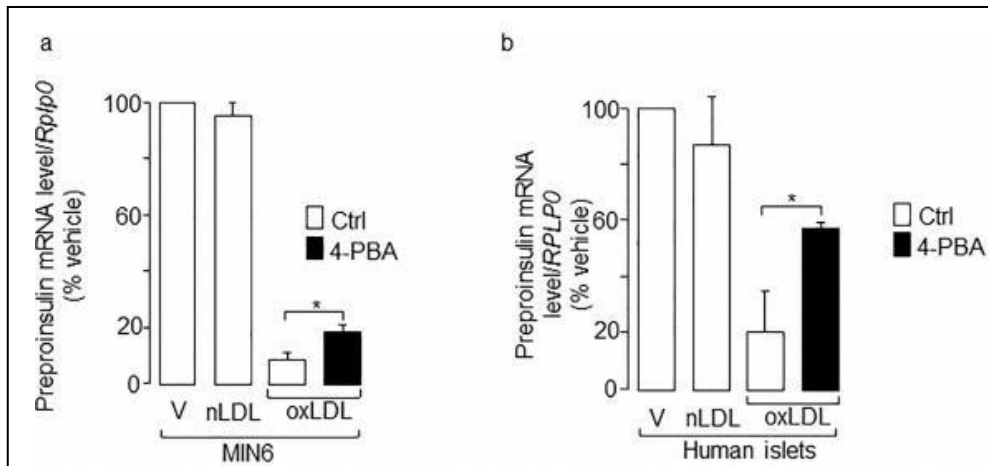 a
Preproinsulin mRNA level/Rplp0
(% vehicle)
100
60
20
0
Ctrl
4-PBA
*
V nLDL oxLDL
MIN6
b
Preproinsulin mRNA
level/RPLP0
(% vehicle)
100
60
20
0
Ctrl
4-PBA
*
V nLDL oxLDL
Human islets